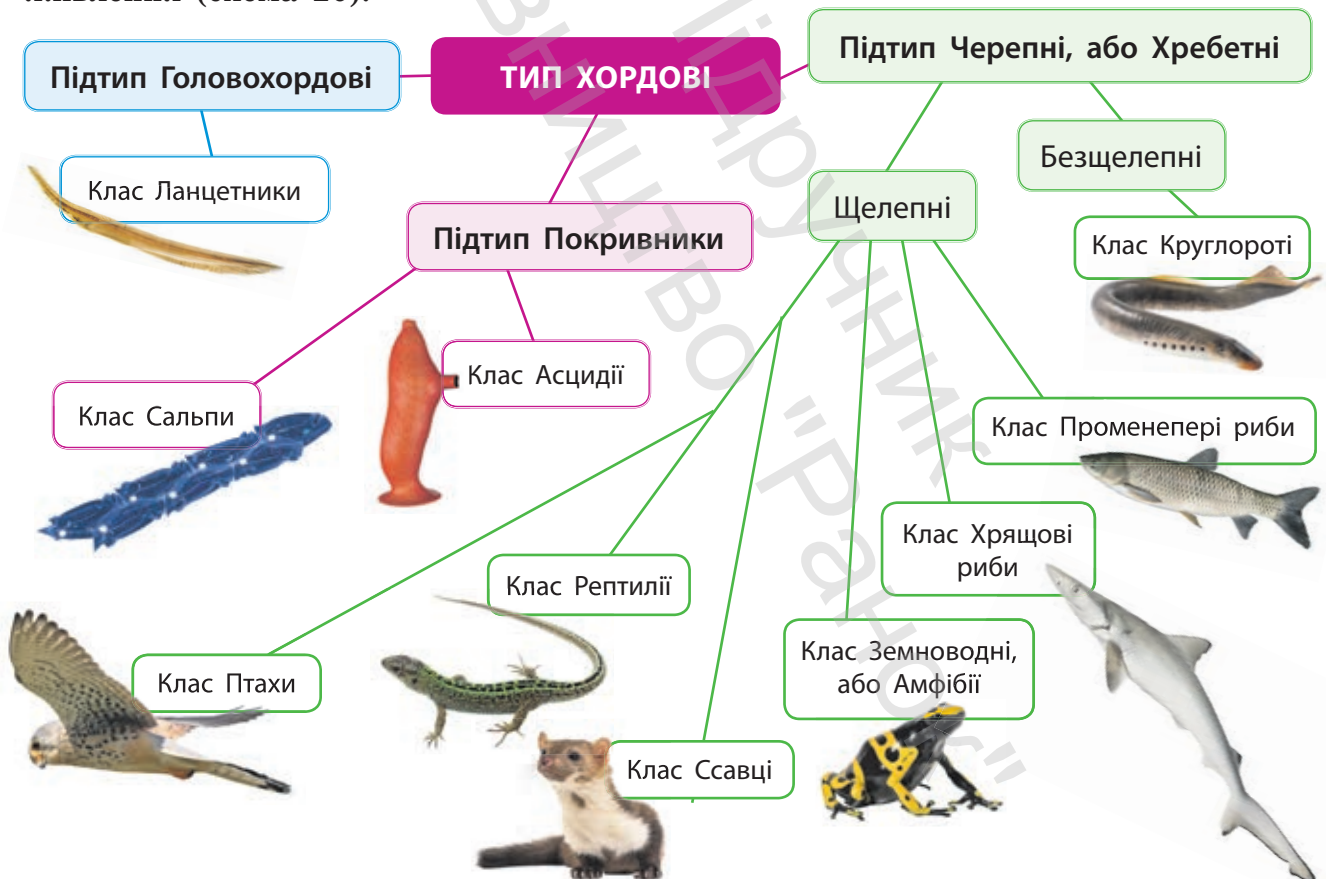 ТИП ХОРДОВІ
Підтип Головохордові
Клас Ланцетники
Підтип Покривники
Клас Сальпи
Клас Асцидії
Підтип Черепні, або Хребетні
Щелепні
Безщелепні
Клас Круглороті
Клас Променепері риби
Клас Хрящові
риби
Клас Земноводні,
або Амфібії
Клас Рептилії
Клас Птахи
Клас Ссавці
"Ранок"